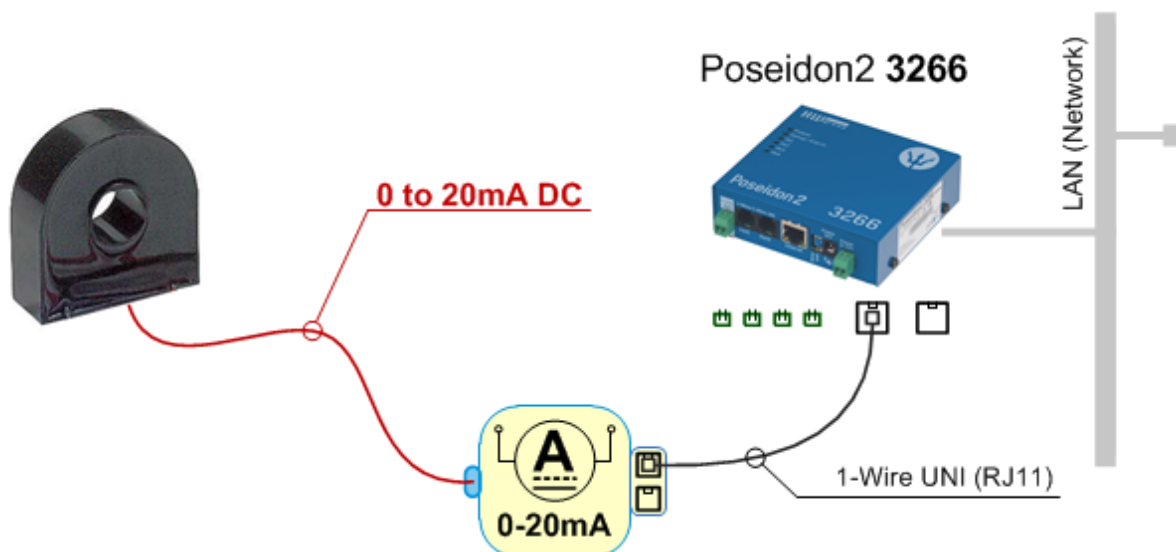 Poseidon2 3266
LAN (Network)
0 to 20mA DC
Poseidon2
3266
A
0-20mA
1-Wire UNI (RJ11)